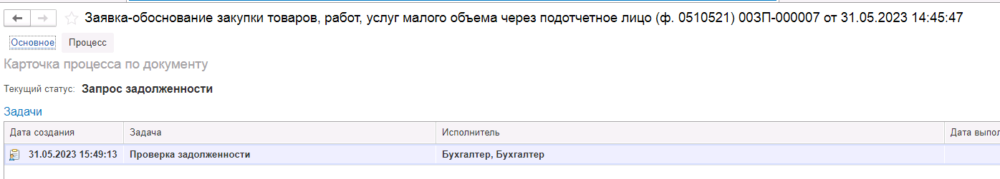 Заявка-обоснование закупки товаров, работ, услуг малого объема через подотчетное лицо (ф. 0510521) 00ЗП-000007 от 31.05.2023 14:45:47
Основное Процесс
Карточка процесса по документу
Текущий статус: Запрос задолженности
Задачи
Дата создания Задача Исполнитель Дата выпол
31.05.2023 15:49:13 Проверка задолженности Бухгалтер, Бухгалтер